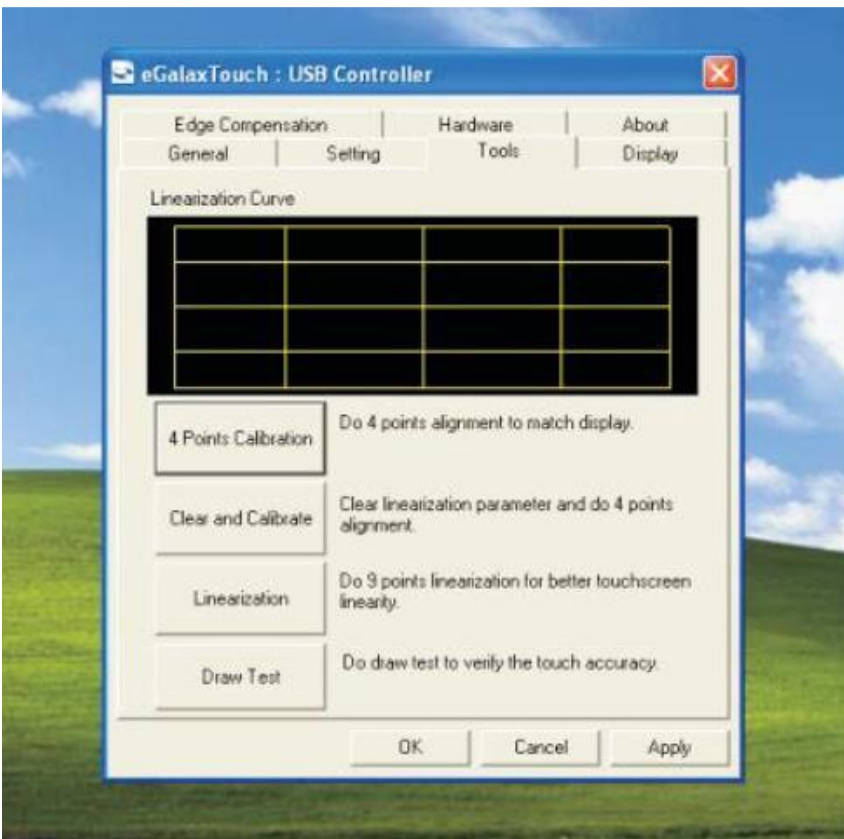 eGalaxTouch : USB Controller
Edge Compensation Hardware About
General Setting Tools Display
Linearization Curve
4 Points Calibration
Do 4 points alignment to match display.
Clear and Calibrate
Clear linearization parameter and do 4 points
alignment.
Linearization
Do 9 points linearization for better touchscreen
linearity.
Draw Test
Do draw test to verify the touch accuracy.
OK Cancel Apply